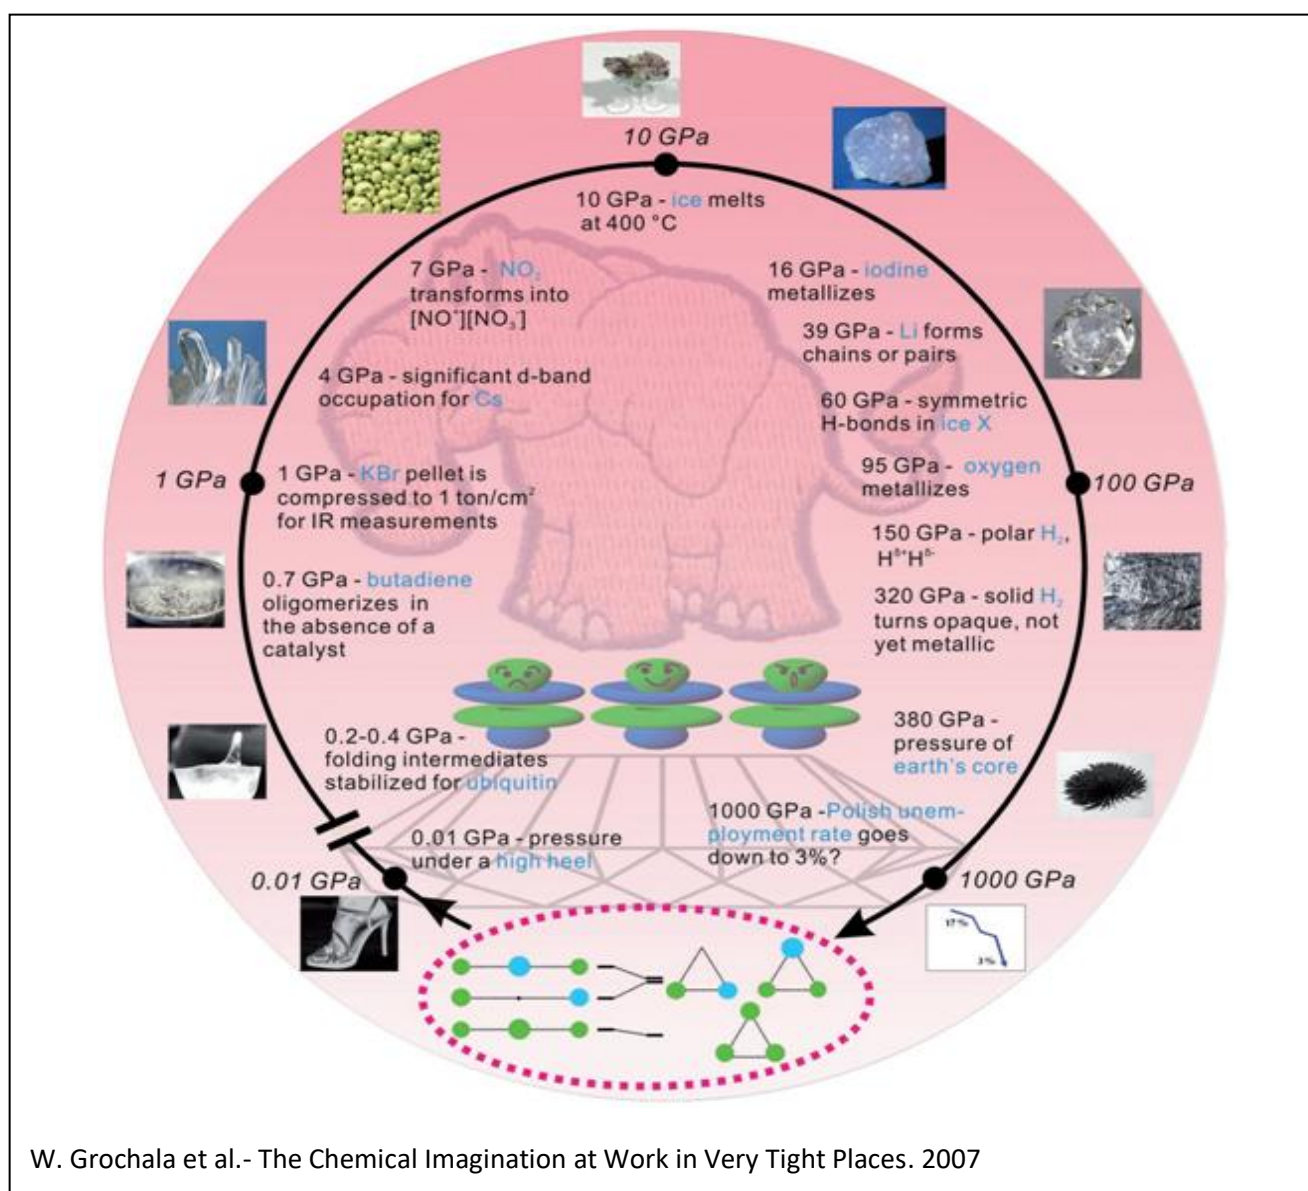 10 GPa
10 GPa - ice melts
at 400 °C
7 GPa - NO₂
transforms into
[NO⁺][NO₃⁻]
16 GPa - iodine
metallizes
39 GPa - Li forms
chains or pairs
4 GPa - significant d-band
occupation for Cs
60 GPa - symmetric
H-bonds in ice X
1 GPa
1 GPa - KBr pellet is
compressed to 1 ton/cm²
for IR measurements
95 GPa - oxygen
metallizes
100 GPa
150 GPa - polar H₂,
Hᵟ⁺Hᵟ⁻
0.7 GPa - butadiene
oligomerizes in
the absence of a
catalyst
320 GPa - solid H₂
turns opaque, not
yet metallic
0.2-0.4 GPa -
folding intermediates
stabilized for ubiquitin
380 GPa -
pressure of
earth's core
0.01 GPa - pressure
under a high heel
1000 GPa -Polish unem-
ployment rate goes
down to 3%?
0.01 GPa
1000 GPa
17%
3%
W. Grochala et al.- The Chemical Imagination at Work in Very Tight Places. 2007